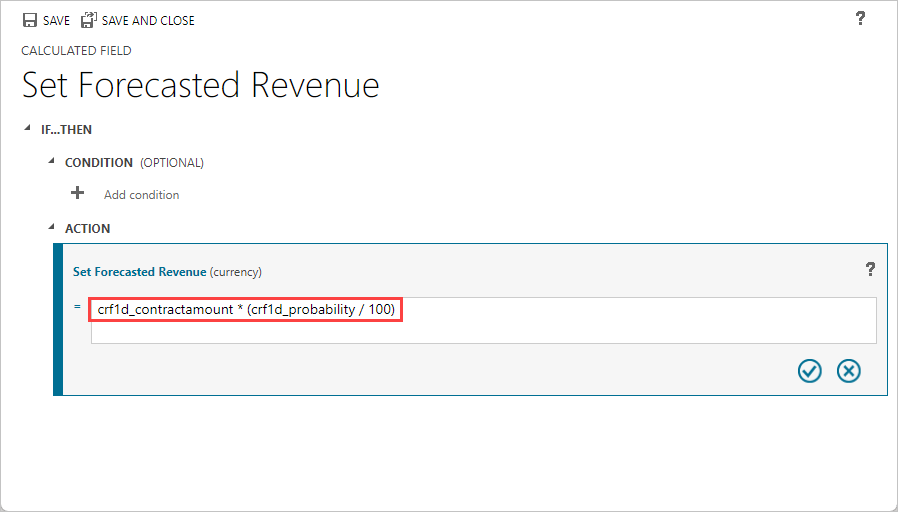 SAVE SAVE AND CLOSE ?
CALCULATED FIELD
Set Forecasted Revenue
IF...THEN
CONDITION (OPTIONAL)
Add condition
ACTION
Set Forecasted Revenue (currency) ?
= crf1d_contractamount * (crf1d_probability / 100)